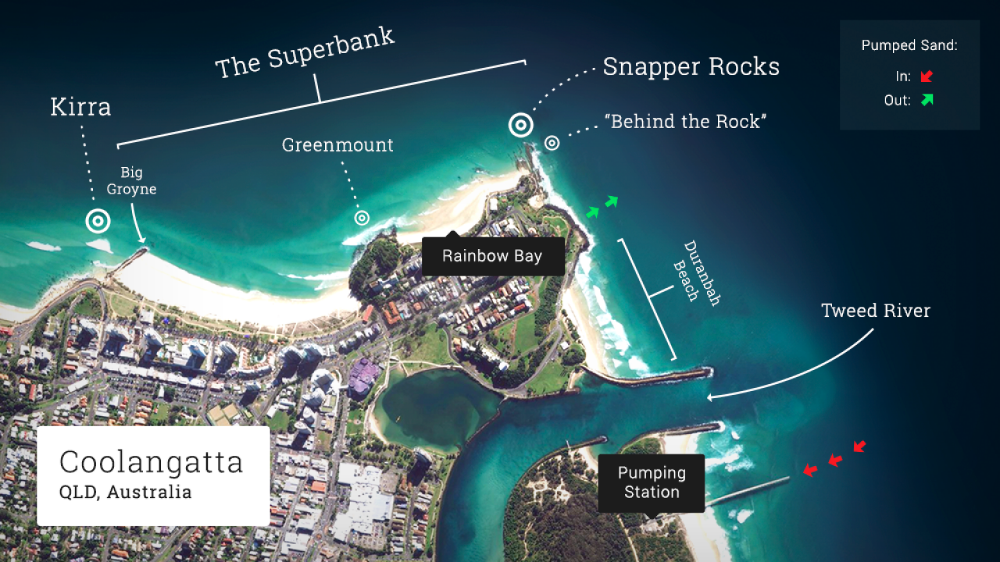 The Superbank
Kirra
Snapper Rocks
"Behind the Rock"
Pumped Sand:
In:
Out:
Greenmount
Big
Groyne
Rainbow Bay
Duranbah
Beach
Tweed River
Coolangatta
QLD, Australia
Pumping
Station